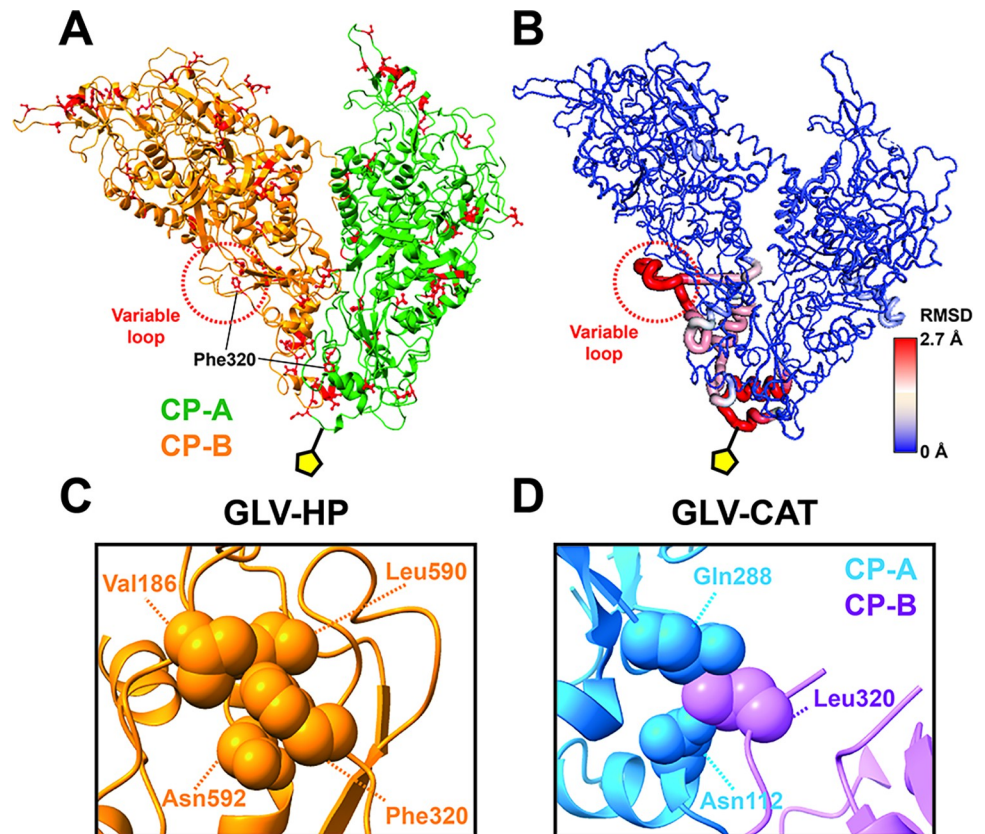 A
Variable
loop
Phe320
CP-A
CP-B
B
Variable
loop
RMSD
2.7 Å
0 Å
C
GLV-HP
Val186
Leu590
Asn592
Phe320
D
GLV-CAT
Gln288
CP-A
CP-B
Leu320
Asn112